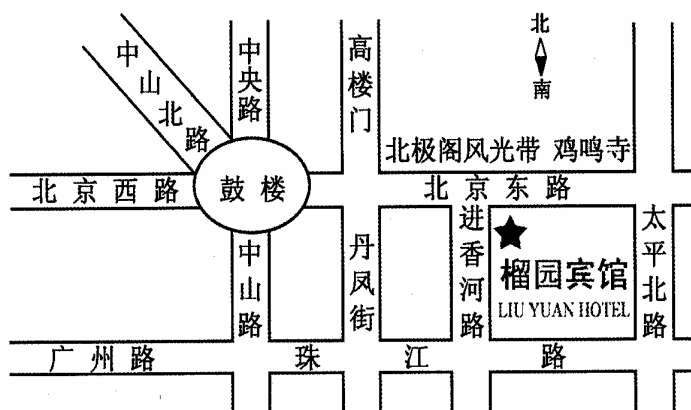 北
南
中山北路
中央路
高楼门
北极阁风光带 鸡鸣寺
北京西路
鼓楼
北京东路
中山路
丹凤街
进香河路
榴园宾馆
LIU YUAN HOTEL
太平北路
广州路
珠江路